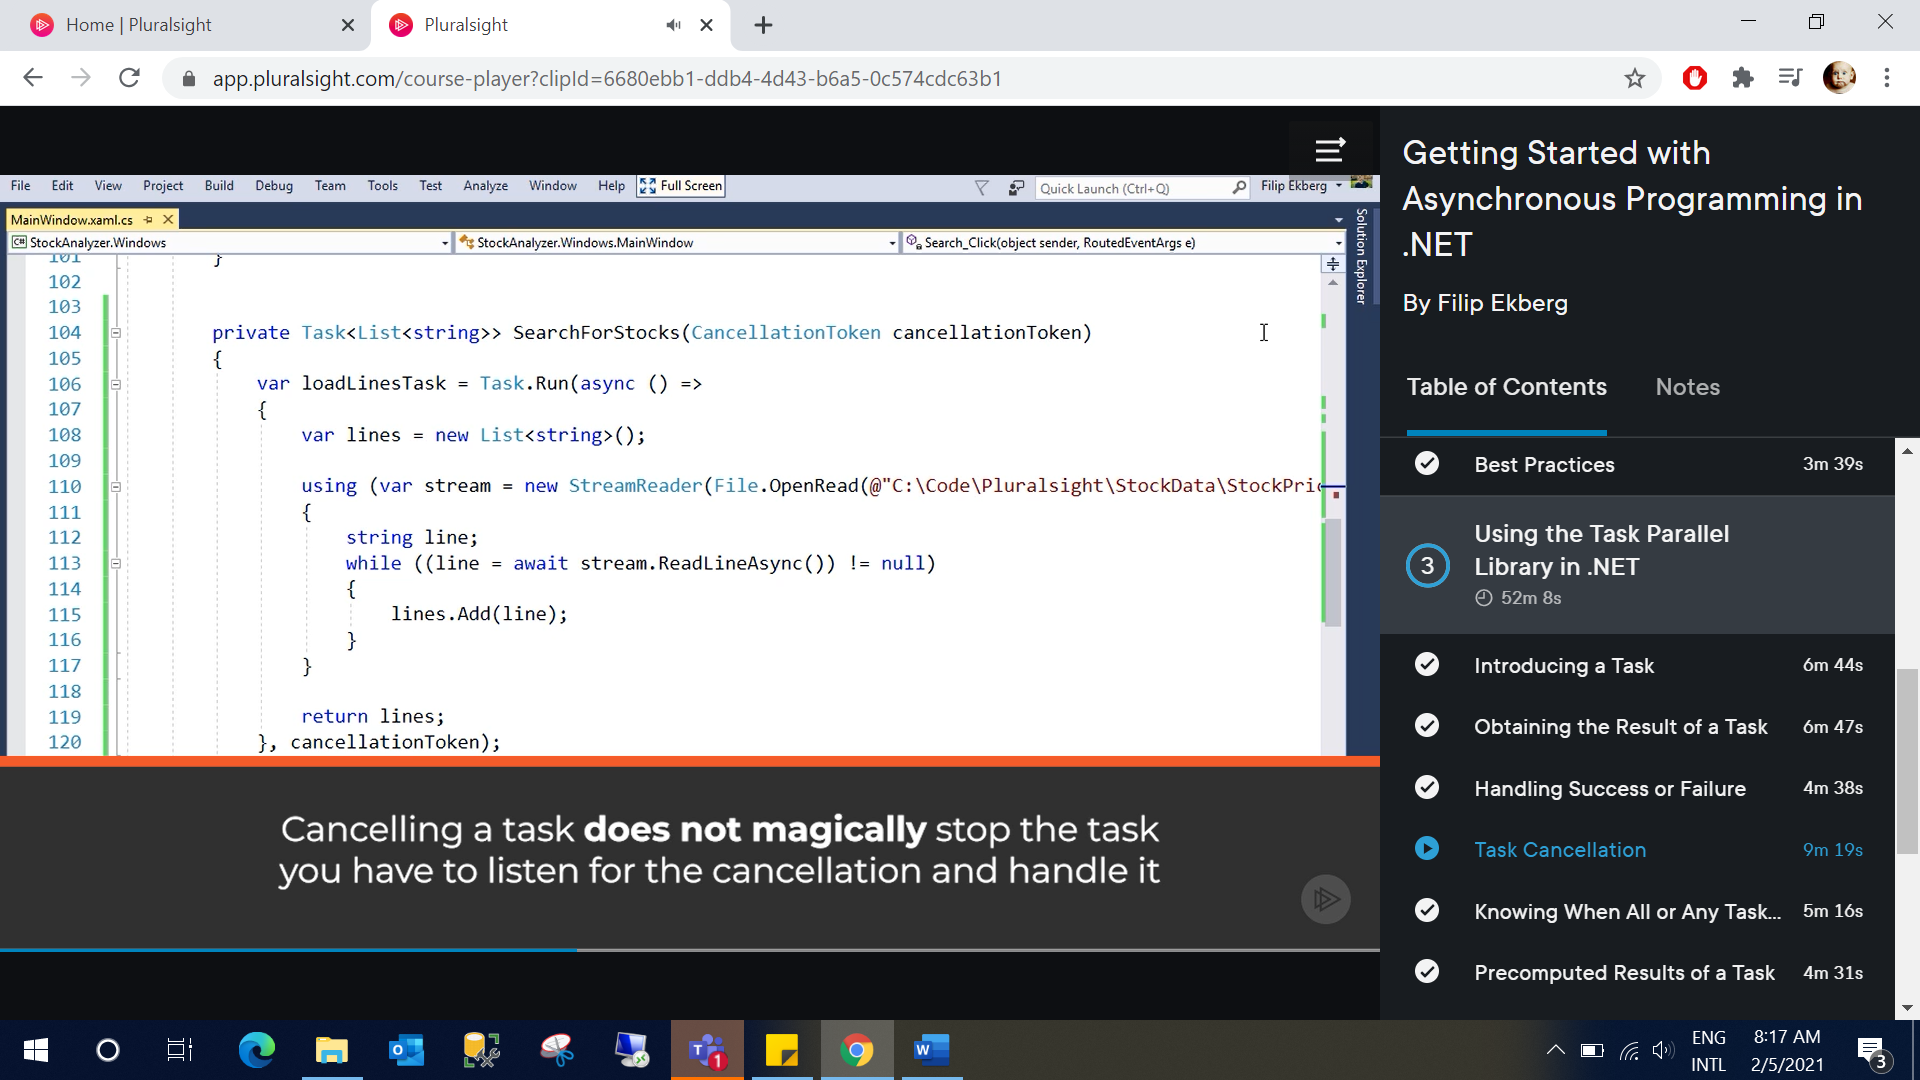 Home | Pluralsight
Pluralsight
app.pluralsight.com/course-player?clipId=6680ebb1-ddb4-4d43-b6a5-0c574cdc63b1
File Edit View Project Build Debug Team Tools Test Analyze Window Help Full Screen
Quick Launch (Ctrl+Q)
Filip Ekberg
MainWindow.xaml.cs
C# StockAnalyzer.Windows
StockAnalyzer.Windows.MainWindow
Search_Click(object sender, RoutedEventArgs e)
Solution Explorer
101 }
102
103
104 private Task<List<string>> SearchForStocks(CancellationToken cancellationToken)
105 {
106 var loadLinesTask = Task.Run(async () =>
107 {
108 var lines = new List<string>();
109
110 using (var stream = new StreamReader(File.OpenRead(@"C:\Code\Pluralsight\StockData\StockPric
111 {
112 string line;
113 while ((line = await stream.ReadLineAsync()) != null)
114 {
115 lines.Add(line);
116 }
117 }
118
119 return lines;
120 }, cancellationToken);
Cancelling a task does not magically stop the task
you have to listen for the cancellation and handle it
Getting Started with
Asynchronous Programming in
.NET
By Filip Ekberg
Table of Contents
Notes
Best Practices 3m 39s
3
Using the Task Parallel
Library in .NET
52m 8s
Introducing a Task 6m 44s
Obtaining the Result of a Task 6m 47s
Handling Success or Failure 4m 38s
Task Cancellation 9m 19s
Knowing When All or Any Task... 5m 16s
Precomputed Results of a Task 4m 31s
1
ENG
INTL
8:17 AM
2/5/2021
3